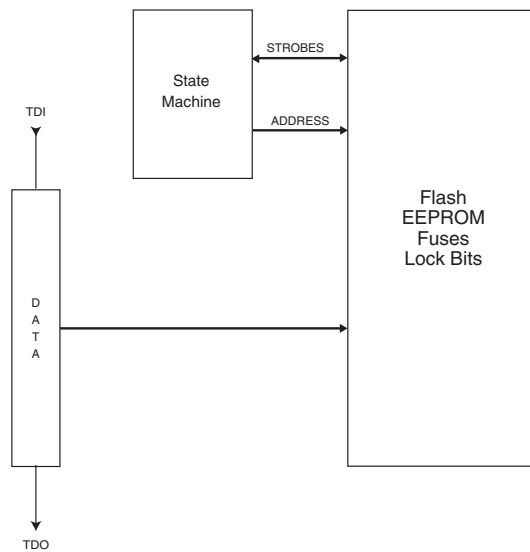 STROBES
State
Machine
ADDRESS
TDI
Flash
EEPROM
Fuses
Lock Bits
D
A
T
A
TDO